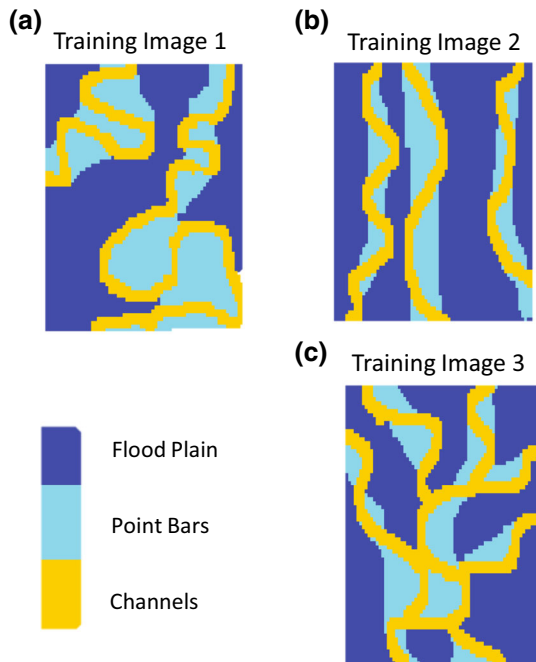 (a)
Training Image 1
(b)
Training Image 2
(c)
Training Image 3
Flood Plain
Point Bars
Channels